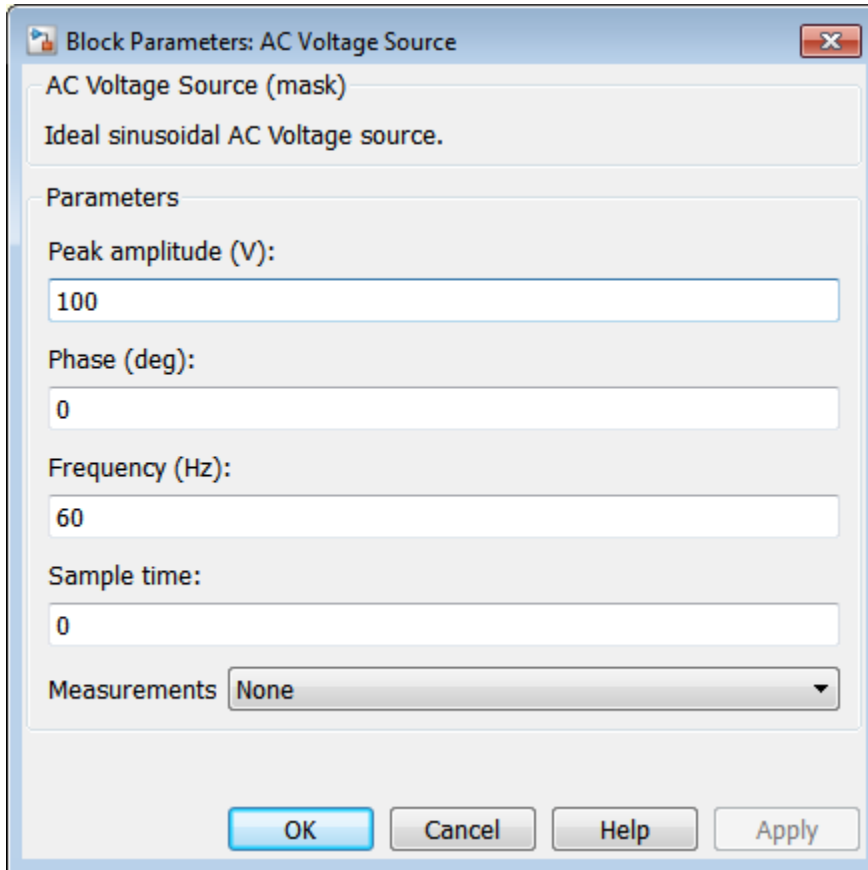 Block Parameters: AC Voltage Source
AC Voltage Source (mask)
Ideal sinusoidal AC Voltage source.
Parameters
Peak amplitude (V):
100
Phase (deg):
0
Frequency (Hz):
60
Sample time:
0
Measurements None
OK Cancel Help Apply